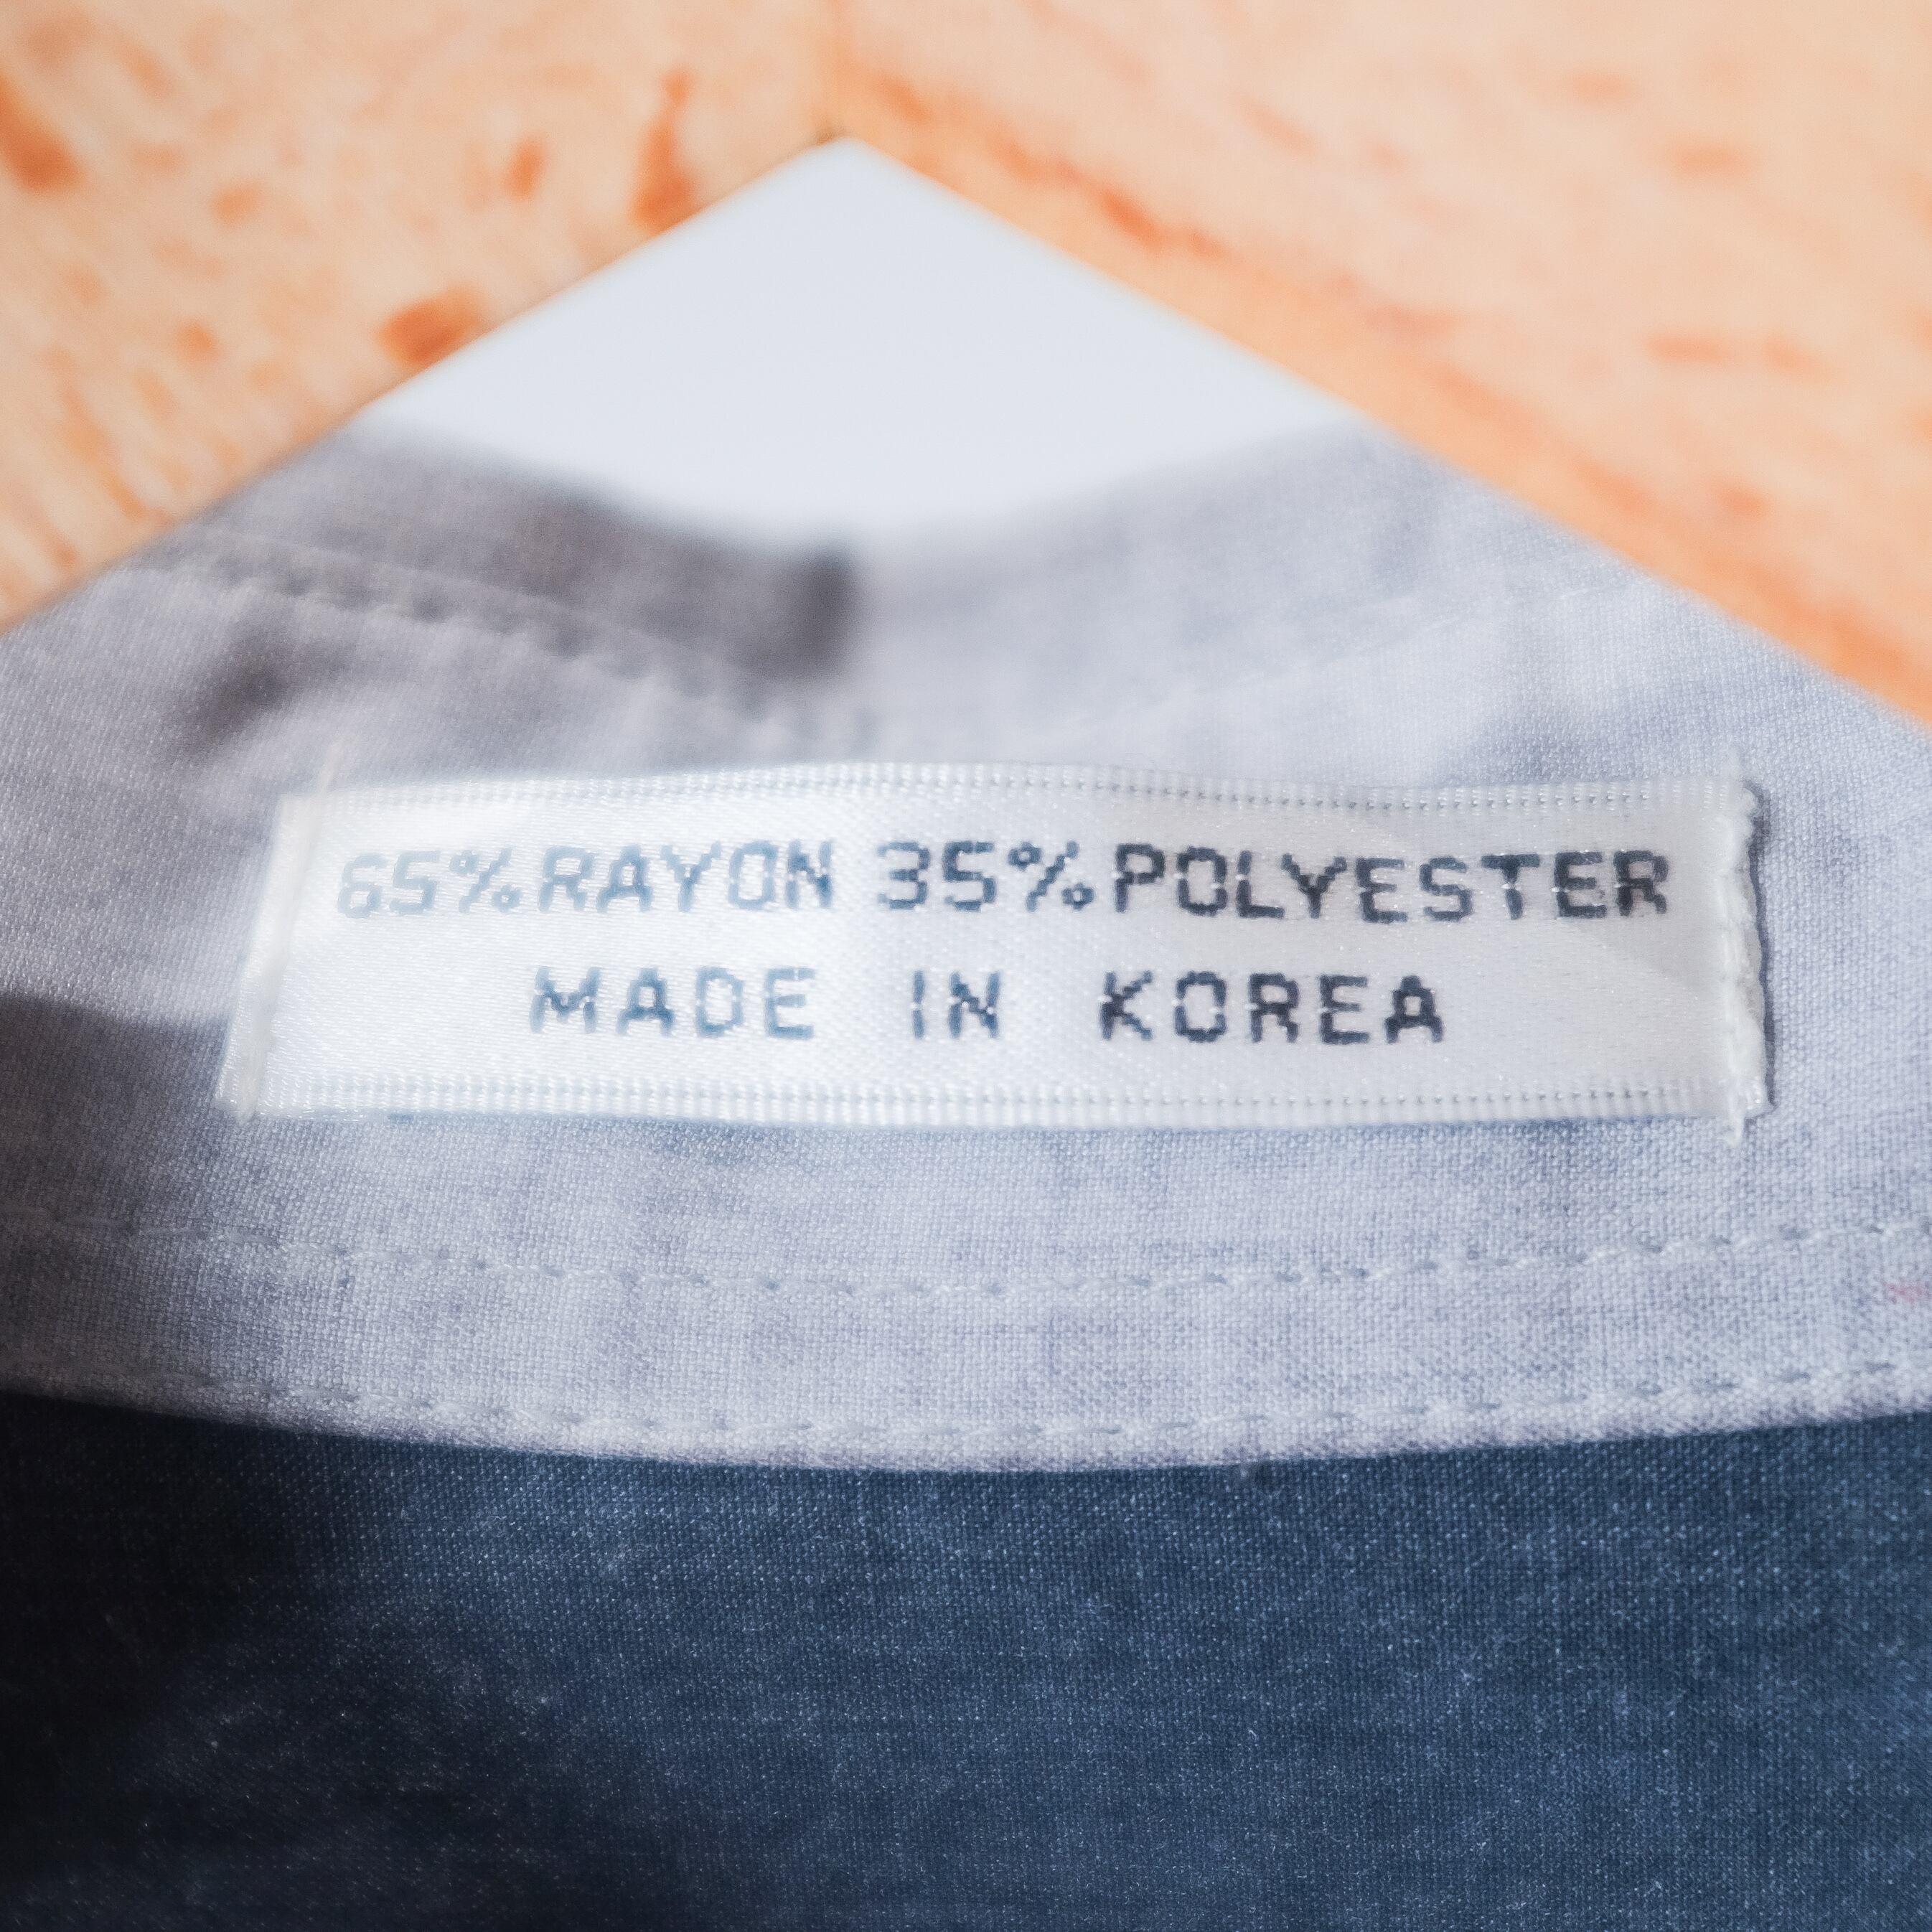 65% RAYON 35% POLYESTER
MADE IN KOREA